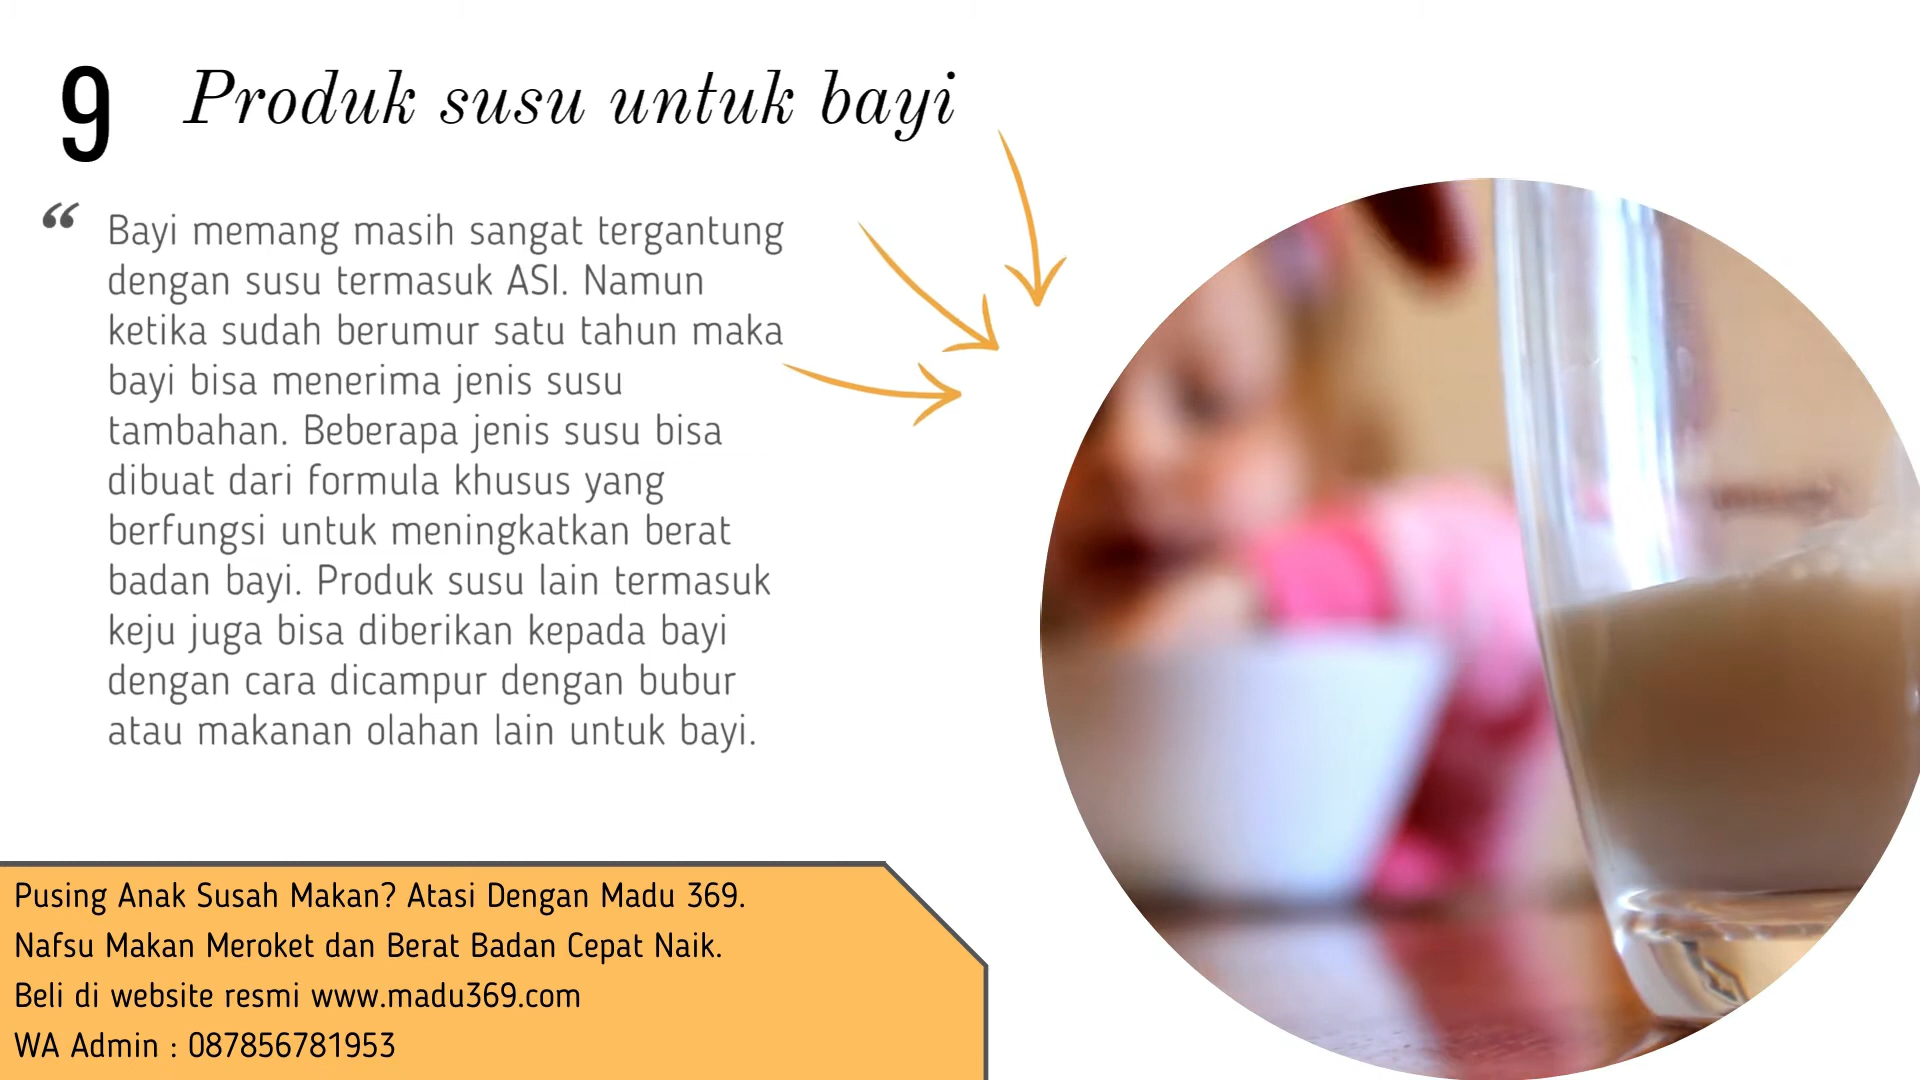 9 Produk susu untuk bayi
“ Bayi memang masih sangat tergantung
dengan susu termasuk ASI. Namun
ketika sudah berumur satu tahun maka
bayi bisa menerima jenis susu
tambahan. Beberapa jenis susu bisa
dibuat dari formula khusus yang
berfungsi untuk meningkatkan berat
badan bayi. Produk susu lain termasuk
keju juga bisa diberikan kepada bayi
dengan cara dicampur dengan bubur
atau makanan olahan lain untuk bayi.
Pusing Anak Susah Makan? Atasi Dengan Madu 369.
Nafsu Makan Meroket dan Berat Badan Cepat Naik.
Beli di website resmi www.madu369.com
WA Admin : 087856781953